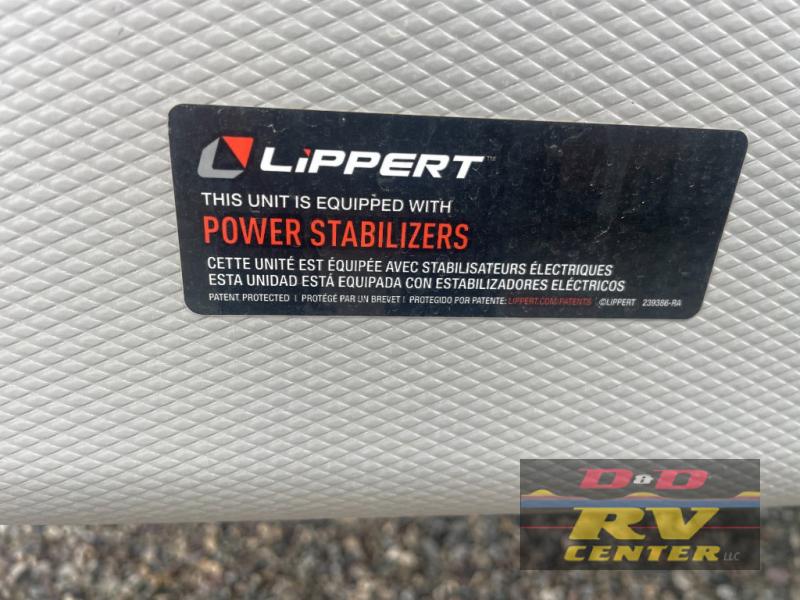 LiPPERT™
THIS UNIT IS EQUIPPED WITH
POWER STABILIZERS
CETTE UNITÉ EST ÉQUIPÉE AVEC STABILISATEURS ÉLECTRIQUES
ESTA UNIDAD ESTÁ EQUIPADA CON ESTABILIZADORES ELÉCTRICOS
PATENT PROTECTED | PROTÉGÉ PAR UN BREVET | PROTEGIDO POR PATENTE: LIPPERT.COM/PATENTS ©LIPPERT 239386-RA
D&D
RV
CENTER LLC